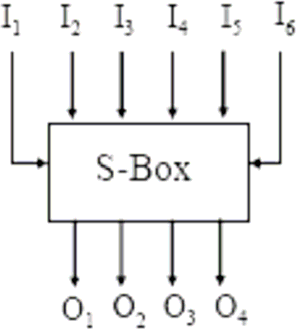 I₁ I₂ I₃ I₄ I₅ I₆
S-Box
O₁ O₂ O₃ O₄